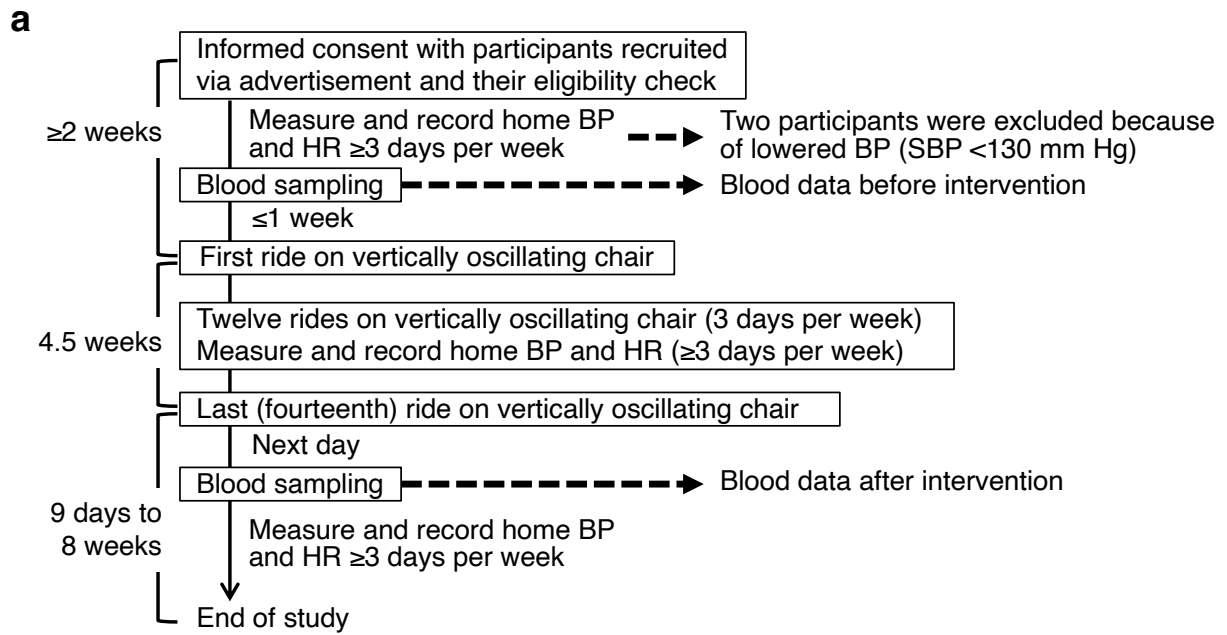 a
Informed consent with participants recruited
via advertisement and their eligibility check
≥2 weeks
Measure and record home BP
and HR ≥3 days per week
Two participants were excluded because
of lowered BP (SBP <130 mm Hg)
Blood sampling
Blood data before intervention
≤1 week
First ride on vertically oscillating chair
4.5 weeks
Twelve rides on vertically oscillating chair (3 days per week)
Measure and record home BP and HR (≥3 days per week)
Last (fourteenth) ride on vertically oscillating chair
Next day
Blood sampling
Blood data after intervention
9 days to
8 weeks
Measure and record home BP
and HR ≥3 days per week
End of study